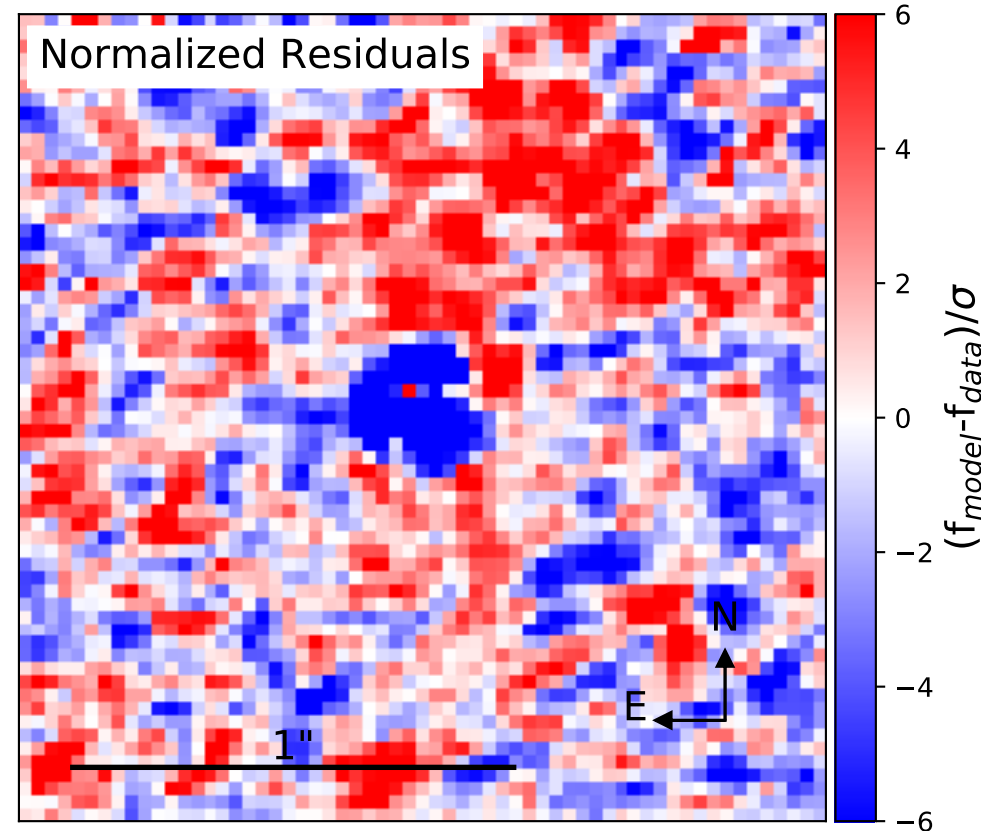 Normalized Residuals
6
4
2
0
−2
−4
−6
(f_model-f_data)/σ
N
E
1"